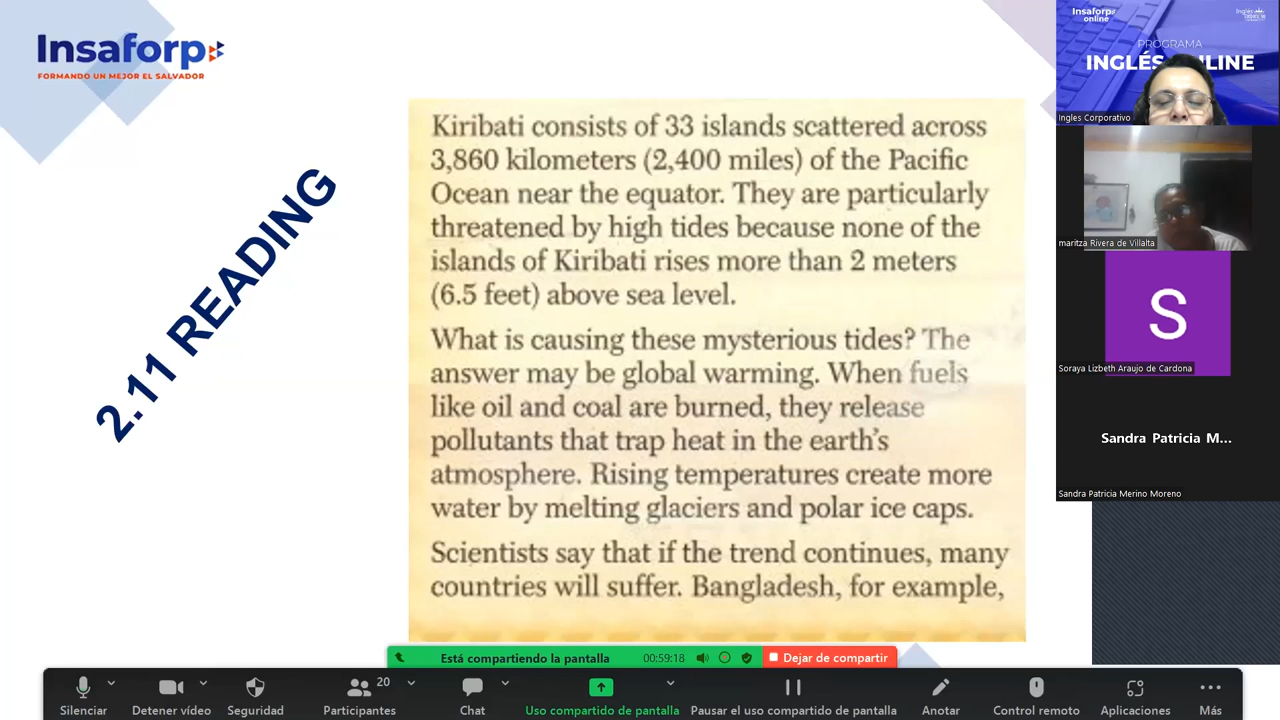 Insaforp
FORMANDO UN MEJOR EL SALVADOR
2.11 READING
Kiribati consists of 33 islands scattered across
3,860 kilometers (2,400 miles) of the Pacific
Ocean near the equator. They are particularly
threatened by high tides because none of the
islands of Kiribati rises more than 2 meters
(6.5 feet) above sea level.
What is causing these mysterious tides? The
answer may be global warming. When fuels
like oil and coal are burned, they release
pollutants that trap heat in the earth's
atmosphere. Rising temperatures create more
water by melting glaciers and polar ice caps.
Scientists say that if the trend continues, many
countries will suffer. Bangladesh, for example,
Insaforp
online
PROGRAMA
INGLÉS ONLINE
Ingles Corporativo
maritza Rivera de Villalta
S
Soraya Lizbeth Araujo de Cardona
Sandra Patricia M...
Sandra Patricia Merino Moreno
Está compartiendo la pantalla
00:59:18
Dejar de compartir
Silenciar
Detener vídeo
Seguridad
20
Participantes
Chat
Uso compartido de pantalla
Pausar el uso compartido de pantalla
Anotar
Control remoto
Aplicaciones
Más